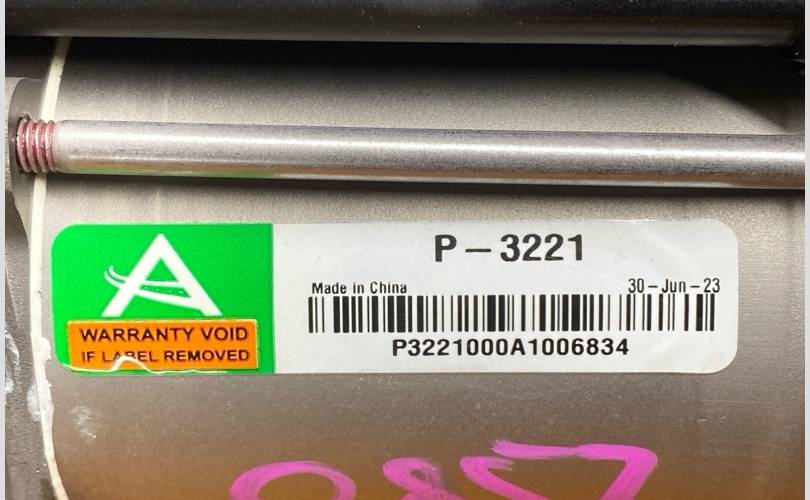 P-3221
Made in China
30-Jun-23
P3221000A1006834
A
WARRANTY VOID
IF LABEL REMOVED